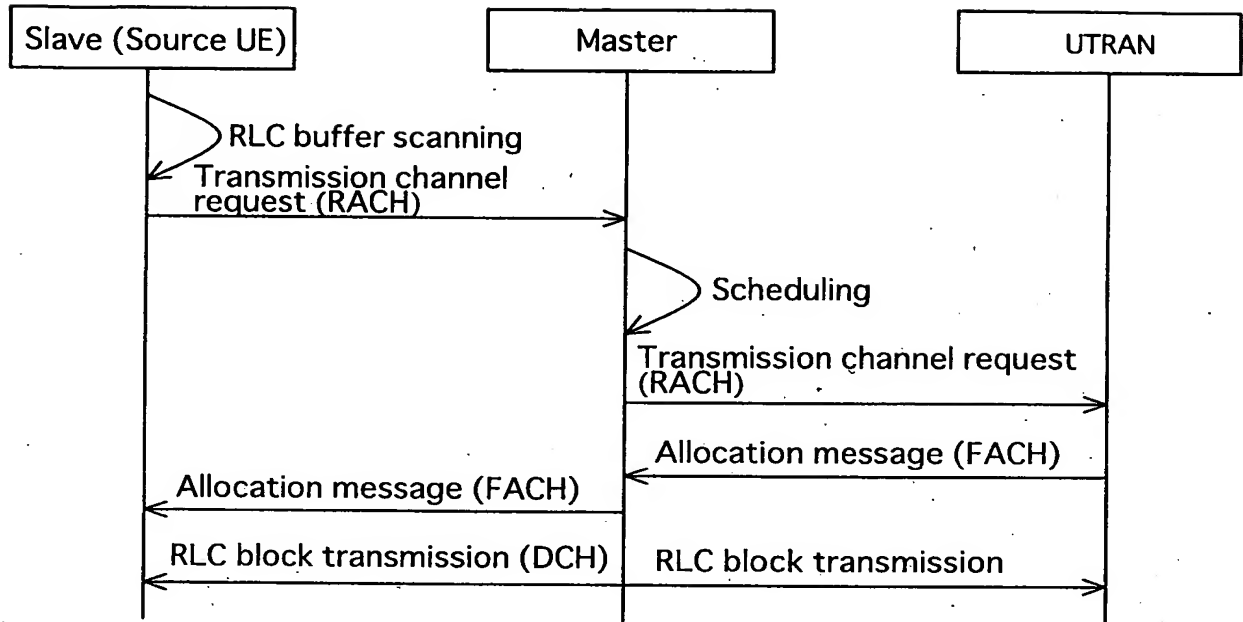 Slave (Source UE)
Master
UTRAN
RLC buffer scanning
Transmission channel
request (RACH)
Scheduling
Transmission channel request
(RACH)
Allocation message (FACH)
Allocation message (FACH)
RLC block transmission (DCH)
RLC block transmission